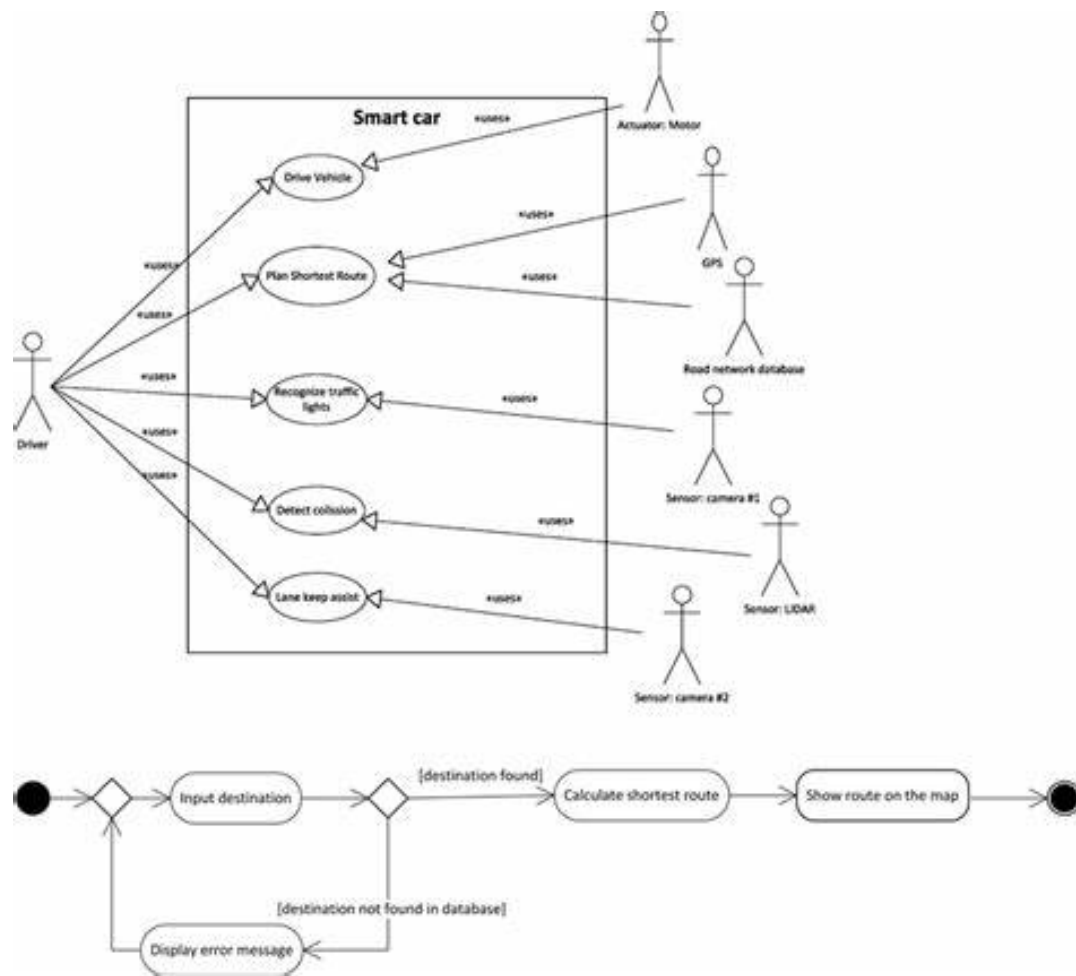 Smart car
«uses»
Actuator: Motor
Drive Vehicle
«uses»
GPS
«uses»
Plan Shortest Route
«uses»
«uses»
Road network database
«uses»
Recognize traffic
lights
«uses»
Driver
«uses»
Sensor: camera #1
«uses»
Detect colission
«uses»
Lane keep assist
«uses»
Sensor: LIDAR
Sensor: camera #2
[destination found]
Input destination
Calculate shortest route
Show route on the map
[destination not found in database]
Display error message